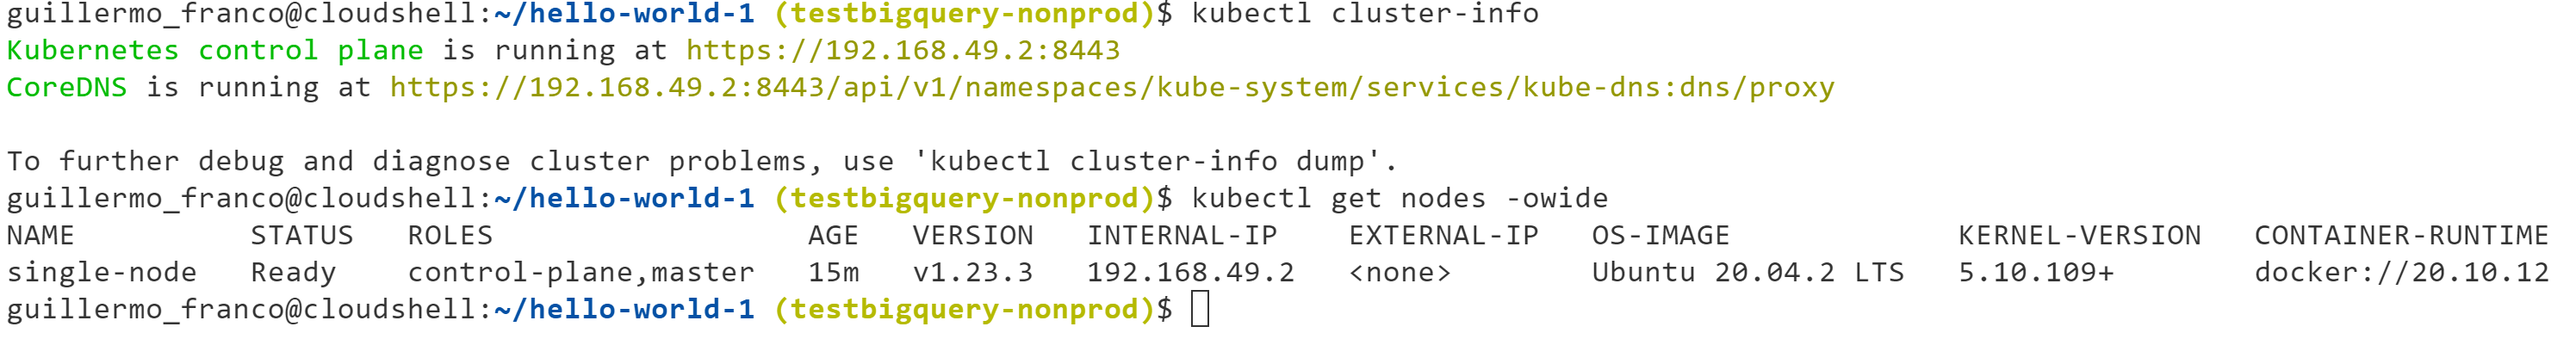 guillermo_franco@cloudshell:~/hello-world-1 (testbigquery-nonprod)$ kubectl cluster-info
Kubernetes control plane is running at https://192.168.49.2:8443
CoreDNS is running at https://192.168.49.2:8443/api/v1/namespaces/kube-system/services/kube-dns:dns/proxy

To further debug and diagnose cluster problems, use 'kubectl cluster-info dump'.
guillermo_franco@cloudshell:~/hello-world-1 (testbigquery-nonprod)$ kubectl get nodes -owide
NAME          STATUS   ROLES                  AGE   VERSION   INTERNAL-IP    EXTERNAL-IP   OS-IMAGE             KERNEL-VERSION   CONTAINER-RUNTIME
single-node   Ready    control-plane,master   15m   v1.23.3   192.168.49.2   <none>        Ubuntu 20.04.2 LTS   5.10.109+        docker://20.10.12
guillermo_franco@cloudshell:~/hello-world-1 (testbigquery-nonprod)$